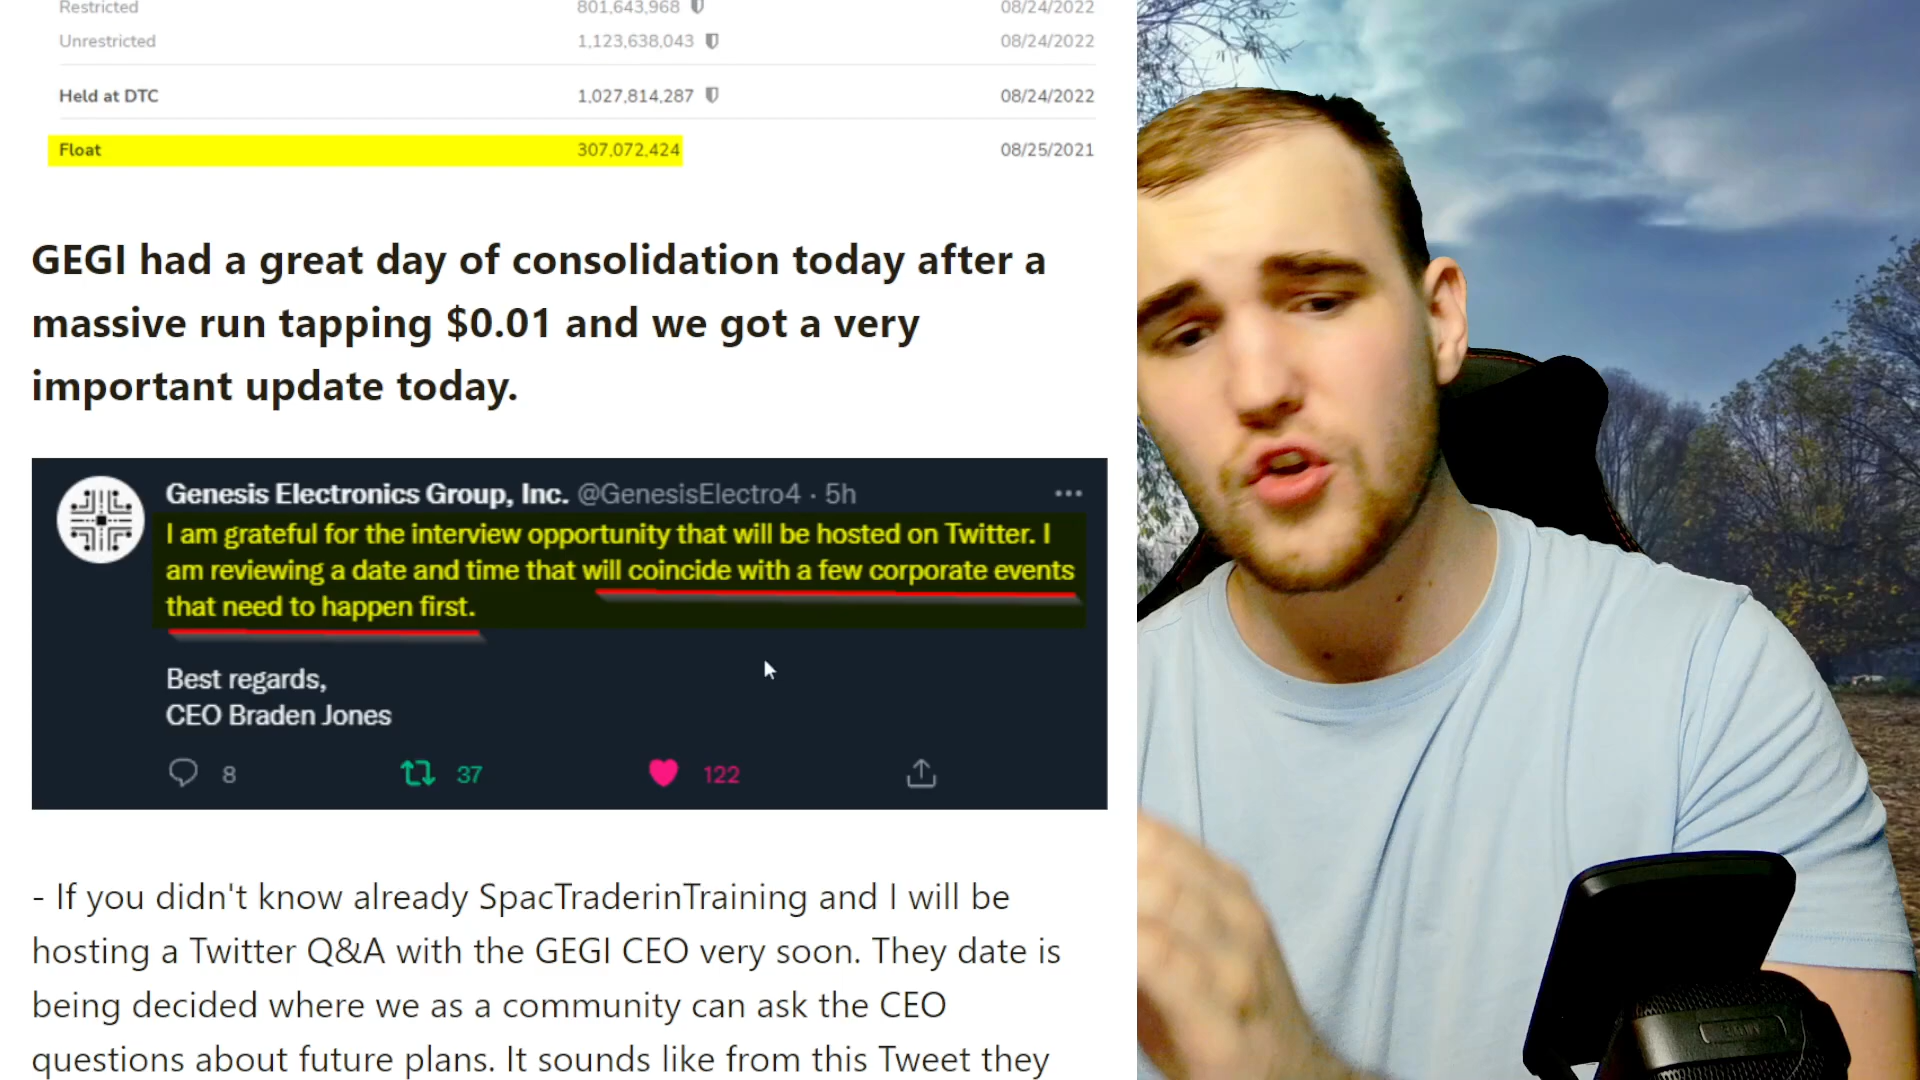 Restricted 801,643,968 08/24/2022
Unrestricted 1,123,638,043 08/24/2022
Held at DTC 1,027,814,287 08/24/2022
Float 307,072,424 08/25/2021
GEGI had a great day of consolidation today after a
massive run tapping $0.01 and we got a very
important update today.
Genesis Electronics Group, Inc. @GenesisElectro4 · 5h
I am grateful for the interview opportunity that will be hosted on Twitter. I
am reviewing a date and time that will coincide with a few corporate events
that need to happen first.
Best regards,
CEO Braden Jones
8 37 122
- If you didn't know already SpacTraderinTraining and I will be
hosting a Twitter Q&A with the GEGI CEO very soon. They date is
being decided where we as a community can ask the CEO
questions about future plans. It sounds like from this Tweet they